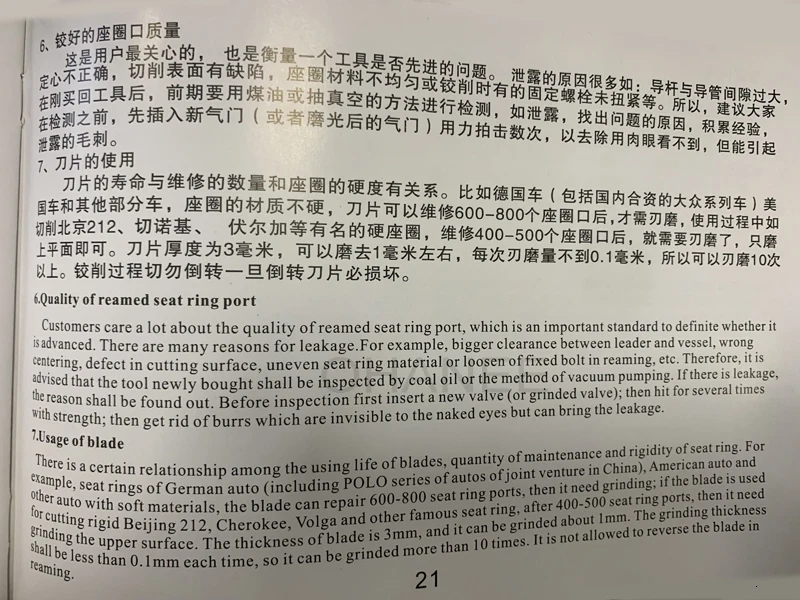 6、铰好的座圈口质量
这是用户最关心的，也是衡量一个工具是否先进的问题。泄露的原因很多如：导杆与导管间隙过大，
定心不正确，切削表面有缺陷，座圈材料不均匀或铰削时有的固定螺栓未扭紧等。所以，建议大家
在刚买回工具后，前期要用煤油或抽真空的方法进行检测，如泄露，找出问题的原因，积累经验，
在检测之前，先插入新气门（或者磨光后的气门）用力拍击数次，以去除用肉眼看不到，但能引起
泄露的毛刺。
7、刀片的使用
刀片的寿命与维修的数量和座圈的硬度有关系。比如德国车（包括国内合资的大众系列车）美
国车和其他部分车，座圈的材质不硬，刀片可以维修600-800个座圈口后，才需刃磨，使用过程中如
切削北京212、切诺基、 伏尔加等有名的硬座圈，维修400-500个座圈口后，就需要刃磨了，只磨
上平面即可。刀片厚度为3毫米，可以磨去1毫米左右，每次刃磨量不到0.1毫米，所以可以刃磨10次
以上。铰削过程切勿倒转一旦倒转刀片必损坏。
6.Quality of reamed seat ring port
Customers care a lot about the quality of reamed seat ring port, which is an important standard to definite whether it
is advanced. There are many reasons for leakage.For example, bigger clearance between leader and vessel, wrong
centering, defect in cutting surface, uneven seat ring material or loosen of fixed bolt in reaming, etc. Therefore, it is
advised that the tool newly bought shall be inspected by coal oil or the method of vacuum pumping. If there is leakage,
the reason shall be found out. Before inspection first insert a new valve (or grinded valve); then hit for several times
with strength; then get rid of burrs which are invisible to the naked eyes but can bring the leakage.
7.Usage of blade
There is a certain relationship among the using life of blades, quantity of maintenance and rigidity of seat ring. For
example, seat rings of German auto (including POLO series of autos of joint venture in China), American auto and
other auto with soft materials, the blade can repair 600-800 seat ring ports, then it need grinding; if the blade is used
for cutting rigid Beijing 212, Cherokee, Volga and other famous seat ring, after 400-500 seat ring ports, then it need
grinding the upper surface. The thickness of blade is 3mm, and it can be grinded about 1mm. The grinding thickness
shall be less than 0.1mm each time, so it can be grinded more than 10 times. It is not allowed to reverse the blade in
reaming.
21